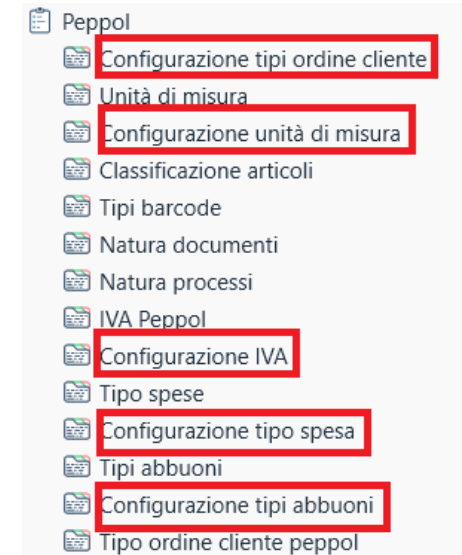 Peppol
Configurazione tipi ordine cliente
Unità di misura
Configurazione unità di misura
Classificazione articoli
Tipi barcode
Natura documenti
Natura processi
IVA Peppol
Configurazione IVA
Tipo spese
Configurazione tipo spesa
Tipi abbuoni
Configurazione tipi abbuoni
Tipo ordine cliente peppol